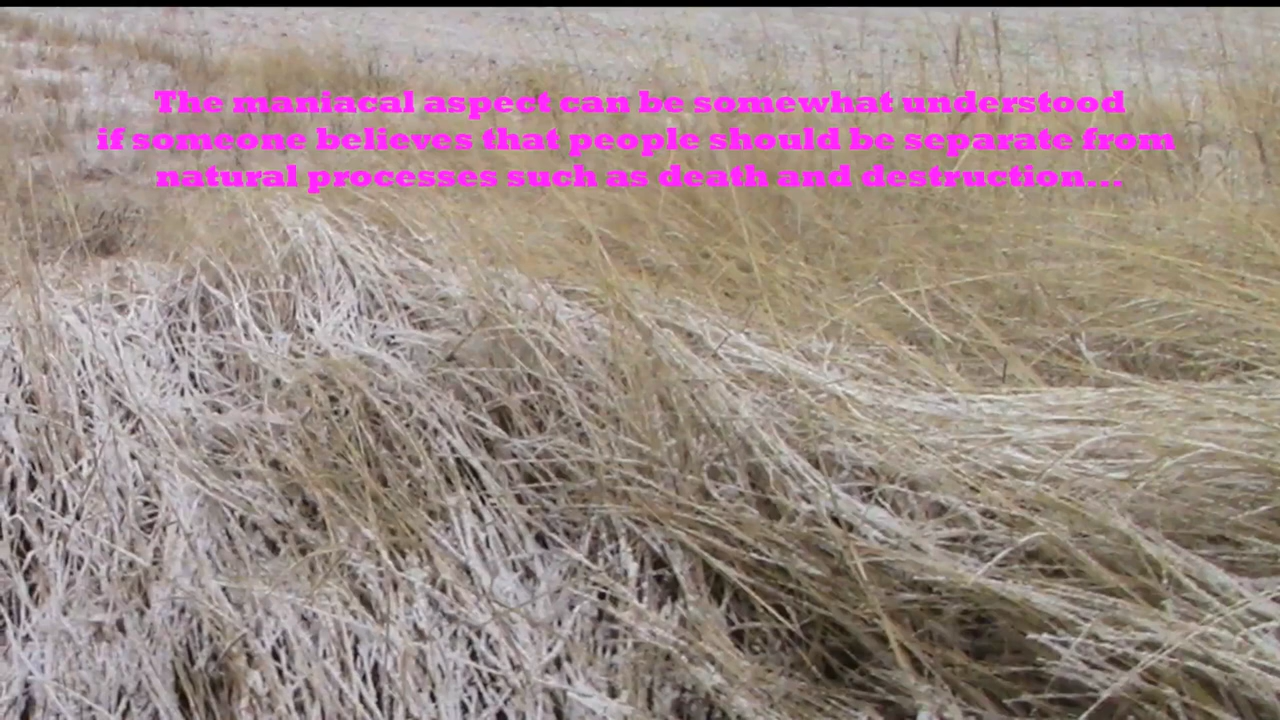 The maniacal aspect can be somewhat understood
if someone believes that people should be separate from
natural processes such as death and destruction...